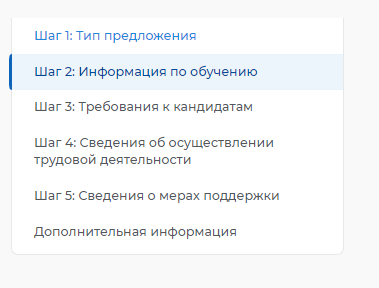 Шаг 1: Тип предложения
Шаг 2: Информация по обучению
Шаг 3: Требования к кандидатам
Шаг 4: Сведения об осуществлении
трудовой деятельности
Шаг 5: Сведения о мерах поддержки
Дополнительная информация